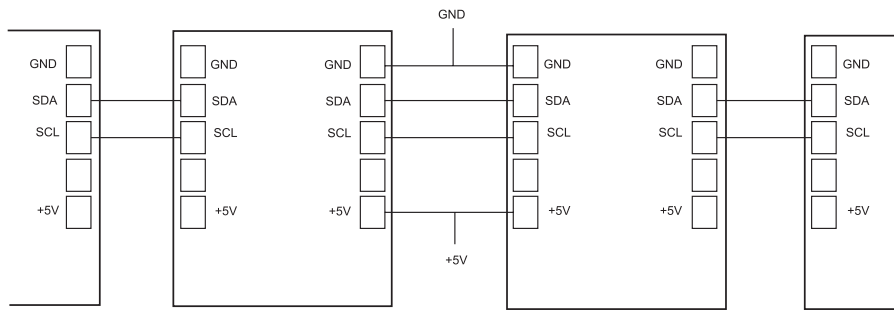 GND
GND GND GND GND GND GND
SDA SDA SDA SDA SDA SDA
SCL SCL SCL SCL SCL SCL
+5V +5V +5V +5V +5V +5V
+5V